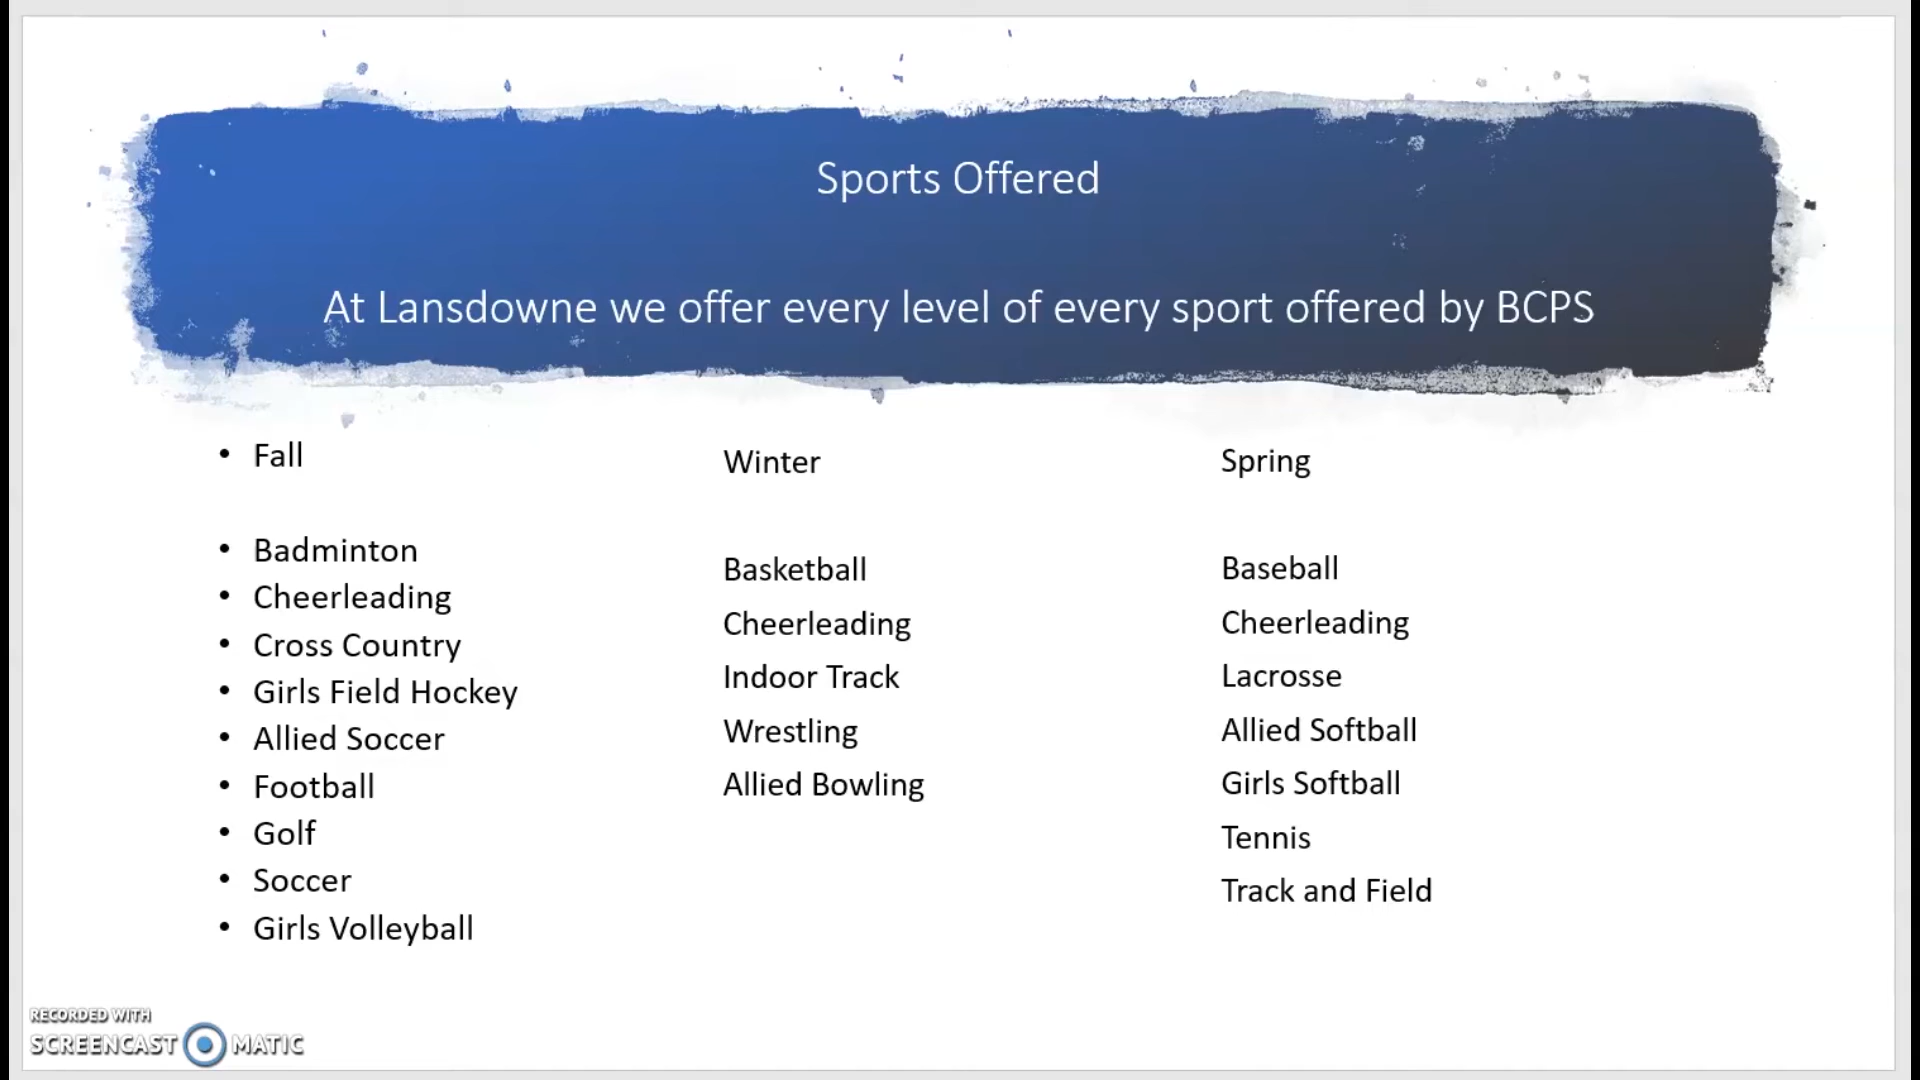 Sports Offered
At Lansdowne we offer every level of every sport offered by BCPS
• Fall
• Badminton
• Cheerleading
• Cross Country
• Girls Field Hockey
• Allied Soccer
• Football
• Golf
• Soccer
• Girls Volleyball
Winter
Basketball
Cheerleading
Indoor Track
Wrestling
Allied Bowling
Spring
Baseball
Cheerleading
Lacrosse
Allied Softball
Girls Softball
Tennis
Track and Field
RECORDED WITH
SCREENCAST MATIC